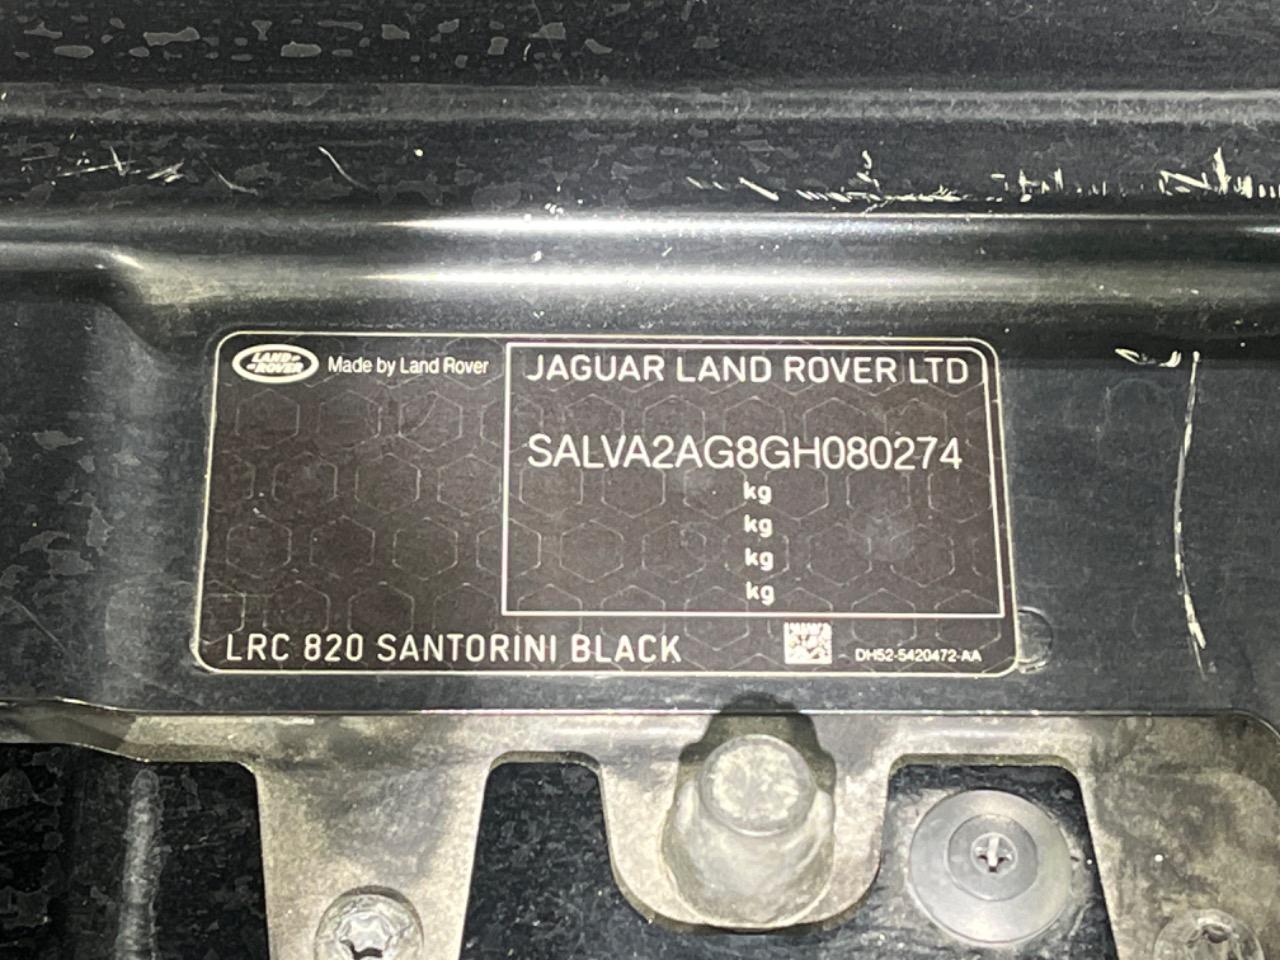 LAND ROVER
Made by Land Rover
JAGUAR LAND ROVER LTD
SALVA2AG8GH080274
kg
kg
kg
kg
LRC 820 SANTORINI BLACK
DH52-5420472-AA